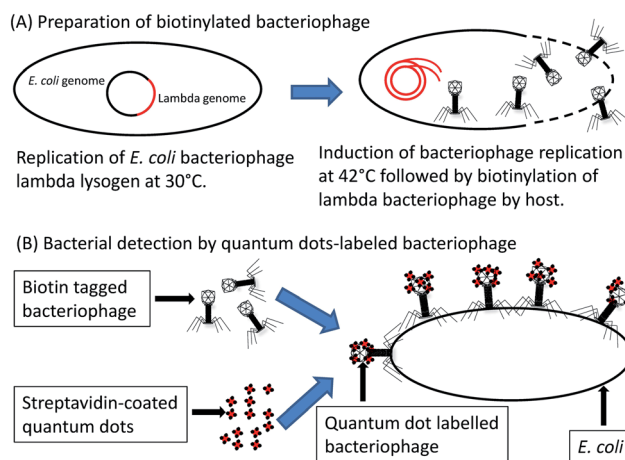 (A) Preparation of biotinylated bacteriophage
E. coli genome
Lambda genome
Replication of E. coli bacteriophage
lambda lysogen at 30°C.
Induction of bacteriophage replication
at 42°C followed by biotinylation of
lambda bacteriophage by host.
(B) Bacterial detection by quantum dots-labeled bacteriophage
Biotin tagged
bacteriophage
Streptavidin-coated
quantum dots
Quantum dot labelled
bacteriophage
E. coli